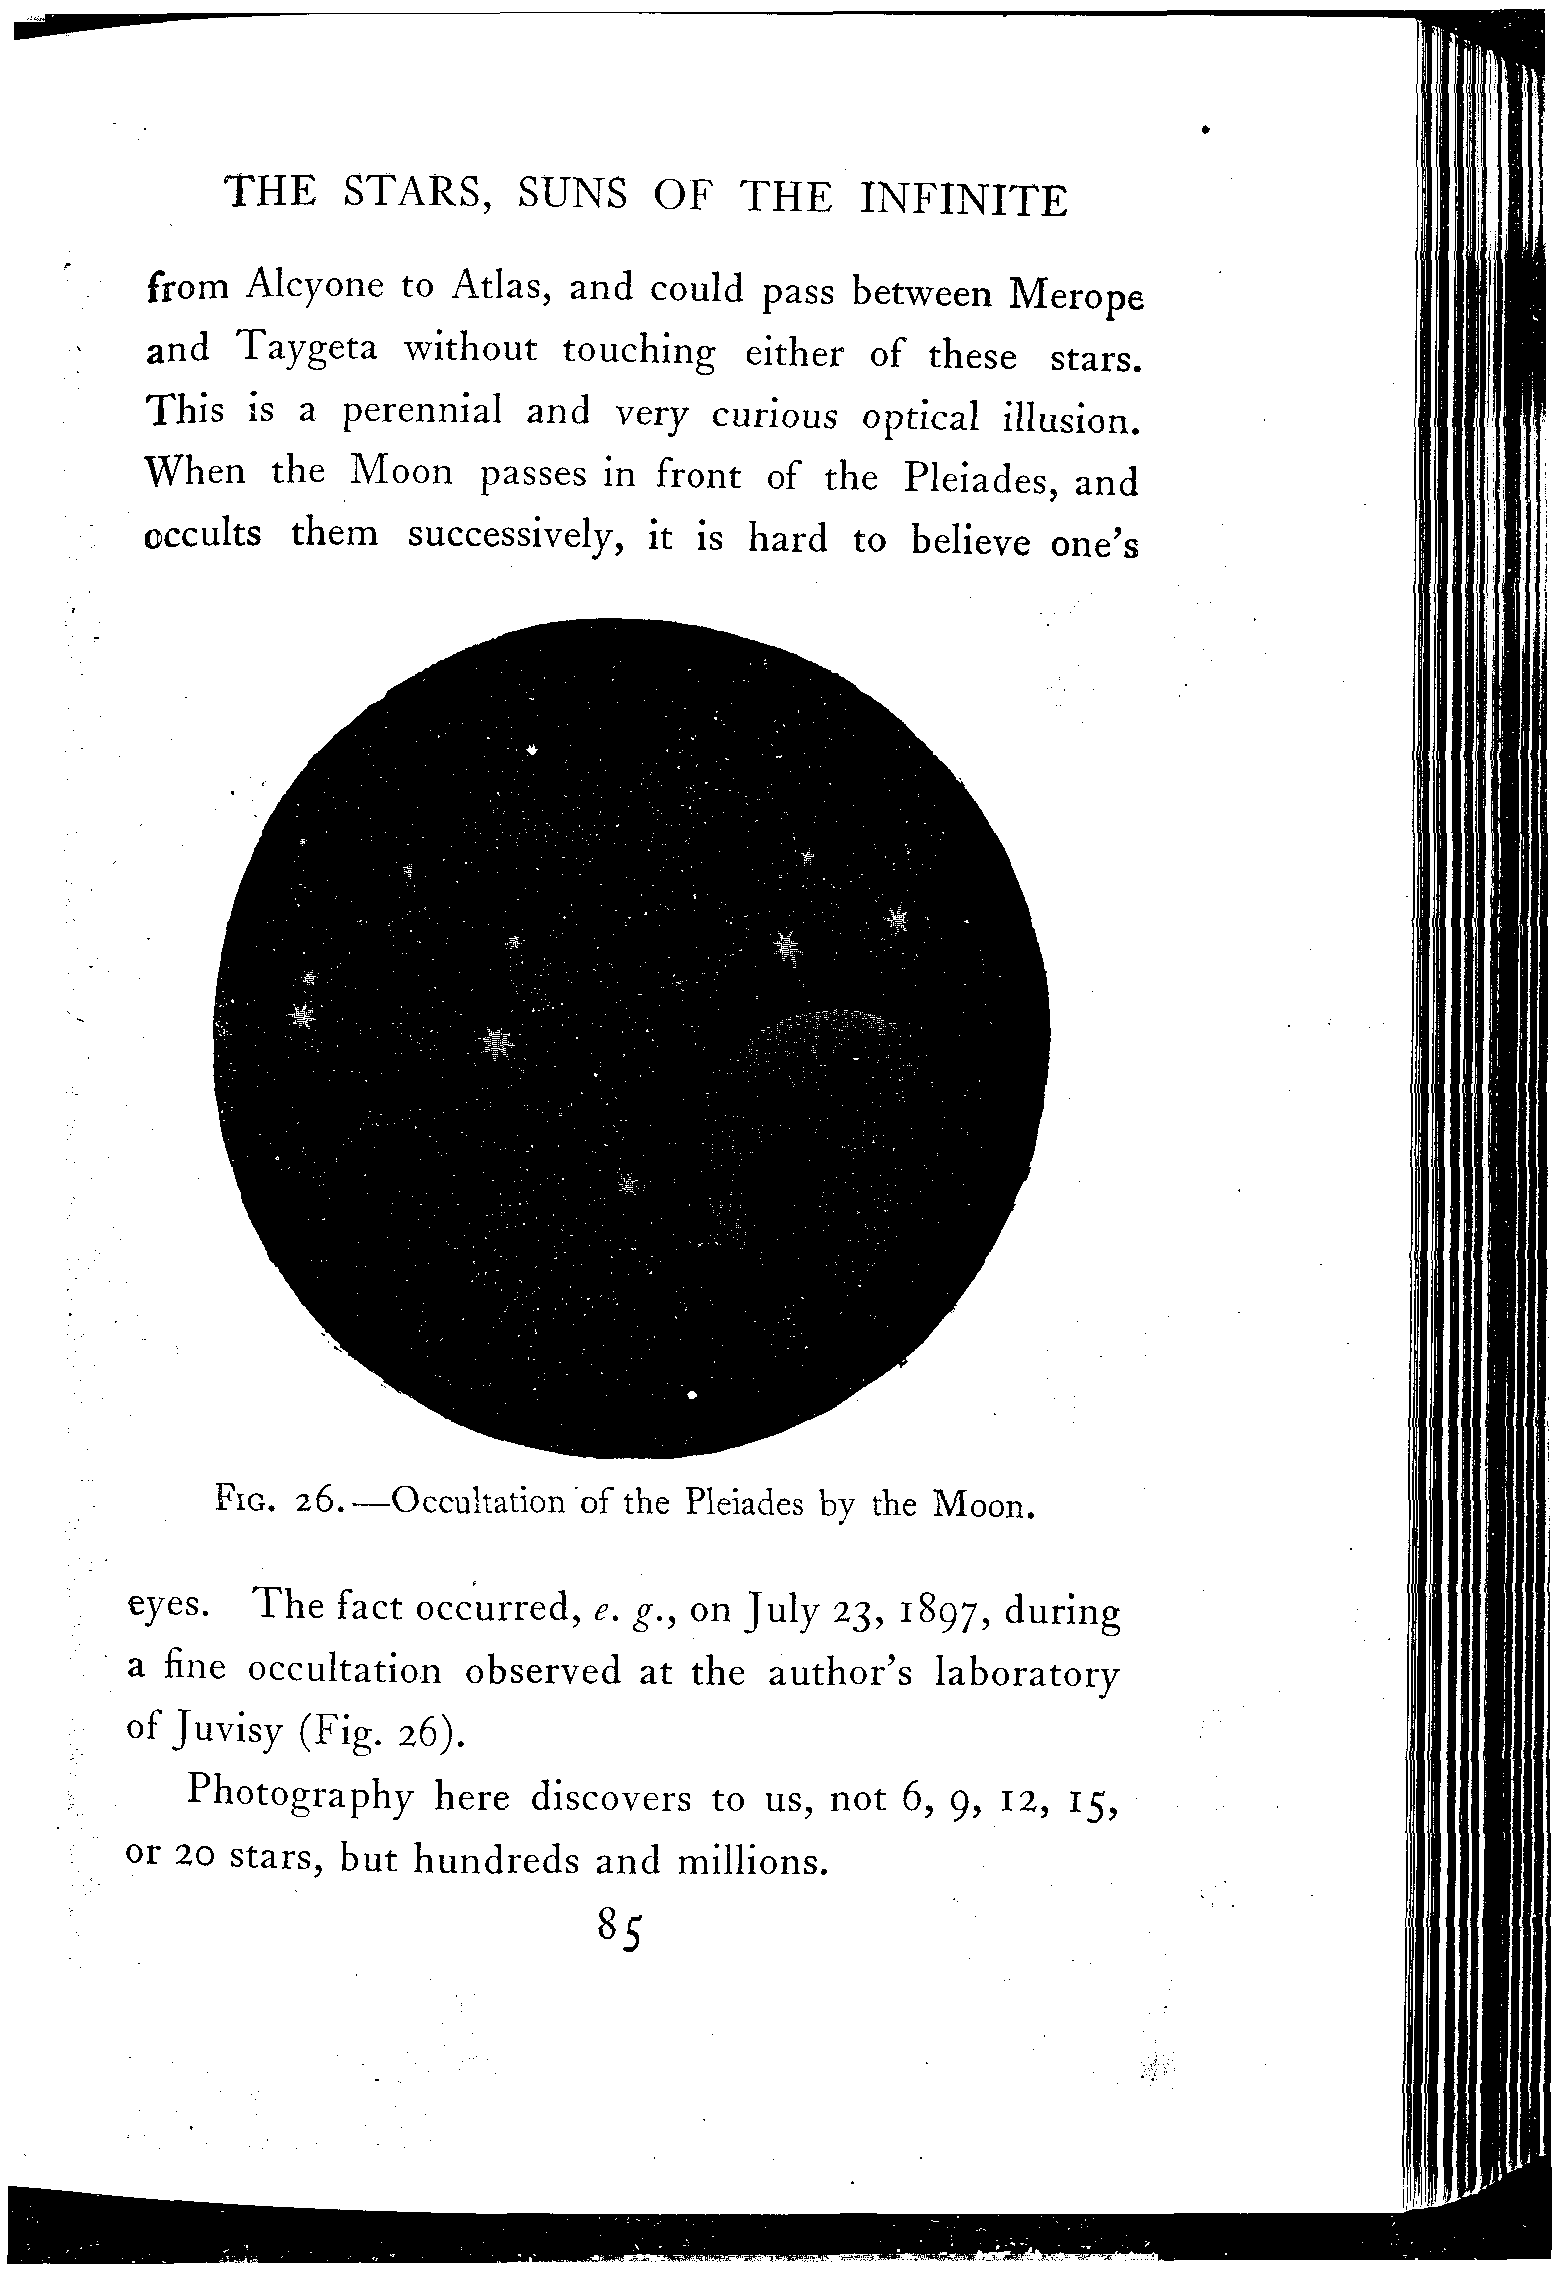 THE STARS, SUNS OF THE INFINITE
from Alcyone to Atlas, and could pass between Merope
and Taygeta without touching either of these stars.
This is a perennial and very curious optical illusion.
When the Moon passes in front of the Pleiades, and
occults them successively, it is hard to believe one's
FIG. 26.—Occultation of the Pleiades by the Moon.
eyes. The fact occurred, e. g., on July 23, 1897, during
a fine occultation observed at the author's laboratory
of Juvisy (Fig. 26).
Photography here discovers to us, not 6, 9, 12, 15,
or 20 stars, but hundreds and millions.
85